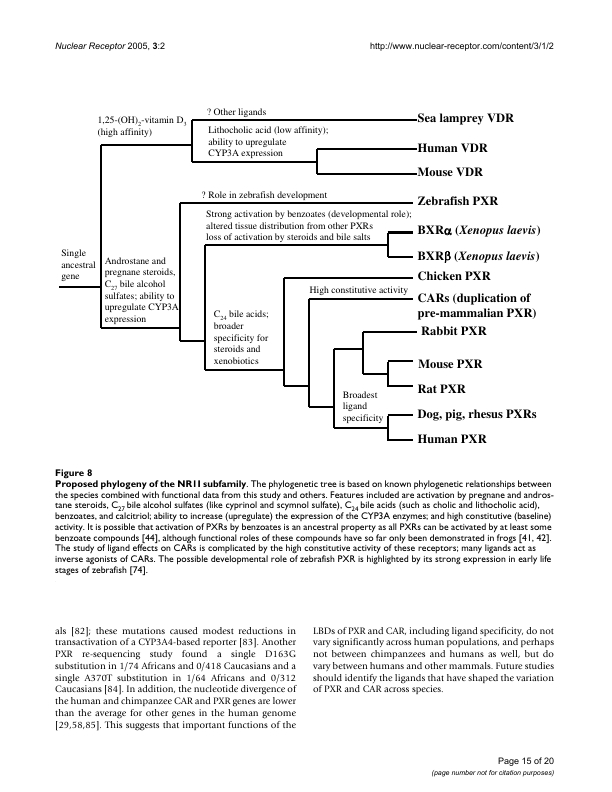 Nuclear Receptor 2005, 3:2
http://www.nuclear-receptor.com/content/3/1/2
1,25-(OH)2-vitamin D3
(high affinity)
? Other ligands
Lithocholic acid (low affinity);
ability to upregulate
CYP3A expression
Sea lamprey VDR
Human VDR
Mouse VDR
? Role in zebrafish development
Zebrafish PXR
Strong activation by benzoates (developmental role);
altered tissue distribution from other PXRs
loss of activation by steroids and bile salts
BXRα (Xenopus laevis)
BXRβ (Xenopus laevis)
Single
ancestral
gene
Androstane and
pregnane steroids,
C27 bile alcohol
sulfates; ability to
upregulate CYP3A
expression
Chicken PXR
High constitutive activity
CARs (duplication of
pre-mammalian PXR)
C24 bile acids;
broader
specificity for
steroids and
xenobiotics
Rabbit PXR
Mouse PXR
Rat PXR
Broadest
ligand
specificity
Dog, pig, rhesus PXRs
Human PXR
Figure 8
Proposed phylogeny of the NR1I subfamily. The phylogenetic tree is based on known phylogenetic relationships between
the species combined with functional data from this study and others. Features included are activation by pregnane and andros-
tane steroids, C27 bile alcohol sulfates (like cyprinol and scymnol sulfate), C24 bile acids (such as cholic and lithocholic acid),
benzoates, and calcitriol; ability to increase (upregulate) the expression of the CYP3A enzymes; and high constitutive (baseline)
activity. It is possible that activation of PXRs by benzoates is an ancestral property as all PXRs can be activated by at least some
benzoate compounds [44], although functional roles of these compounds have so far only been demonstrated in frogs [41, 42].
The study of ligand effects on CARs is complicated by the high constitutive activity of these receptors; many ligands act as
inverse agonists of CARs. The possible developmental role of zebrafish PXR is highlighted by its strong expression in early life
stages of zebrafish [74].
als [82]; these mutations caused modest reductions in
transactivation of a CYP3A4-based reporter [83]. Another
PXR re-sequencing study found a single D163G
substitution in 1/74 Africans and 0/418 Caucasians and a
single A370T substitution in 1/64 Africans and 0/312
Caucasians [84]. In addition, the nucleotide divergence of
the human and chimpanzee CAR and PXR genes are lower
than the average for other genes in the human genome
[29,58,85]. This suggests that important functions of the
LBDs of PXR and CAR, including ligand specificity, do not
vary significantly across human populations, and perhaps
not between chimpanzees and humans as well, but do
vary between humans and other mammals. Future studies
should identify the ligands that have shaped the variation
of PXR and CAR across species.
Page 15 of 20
(page number not for citation purposes)